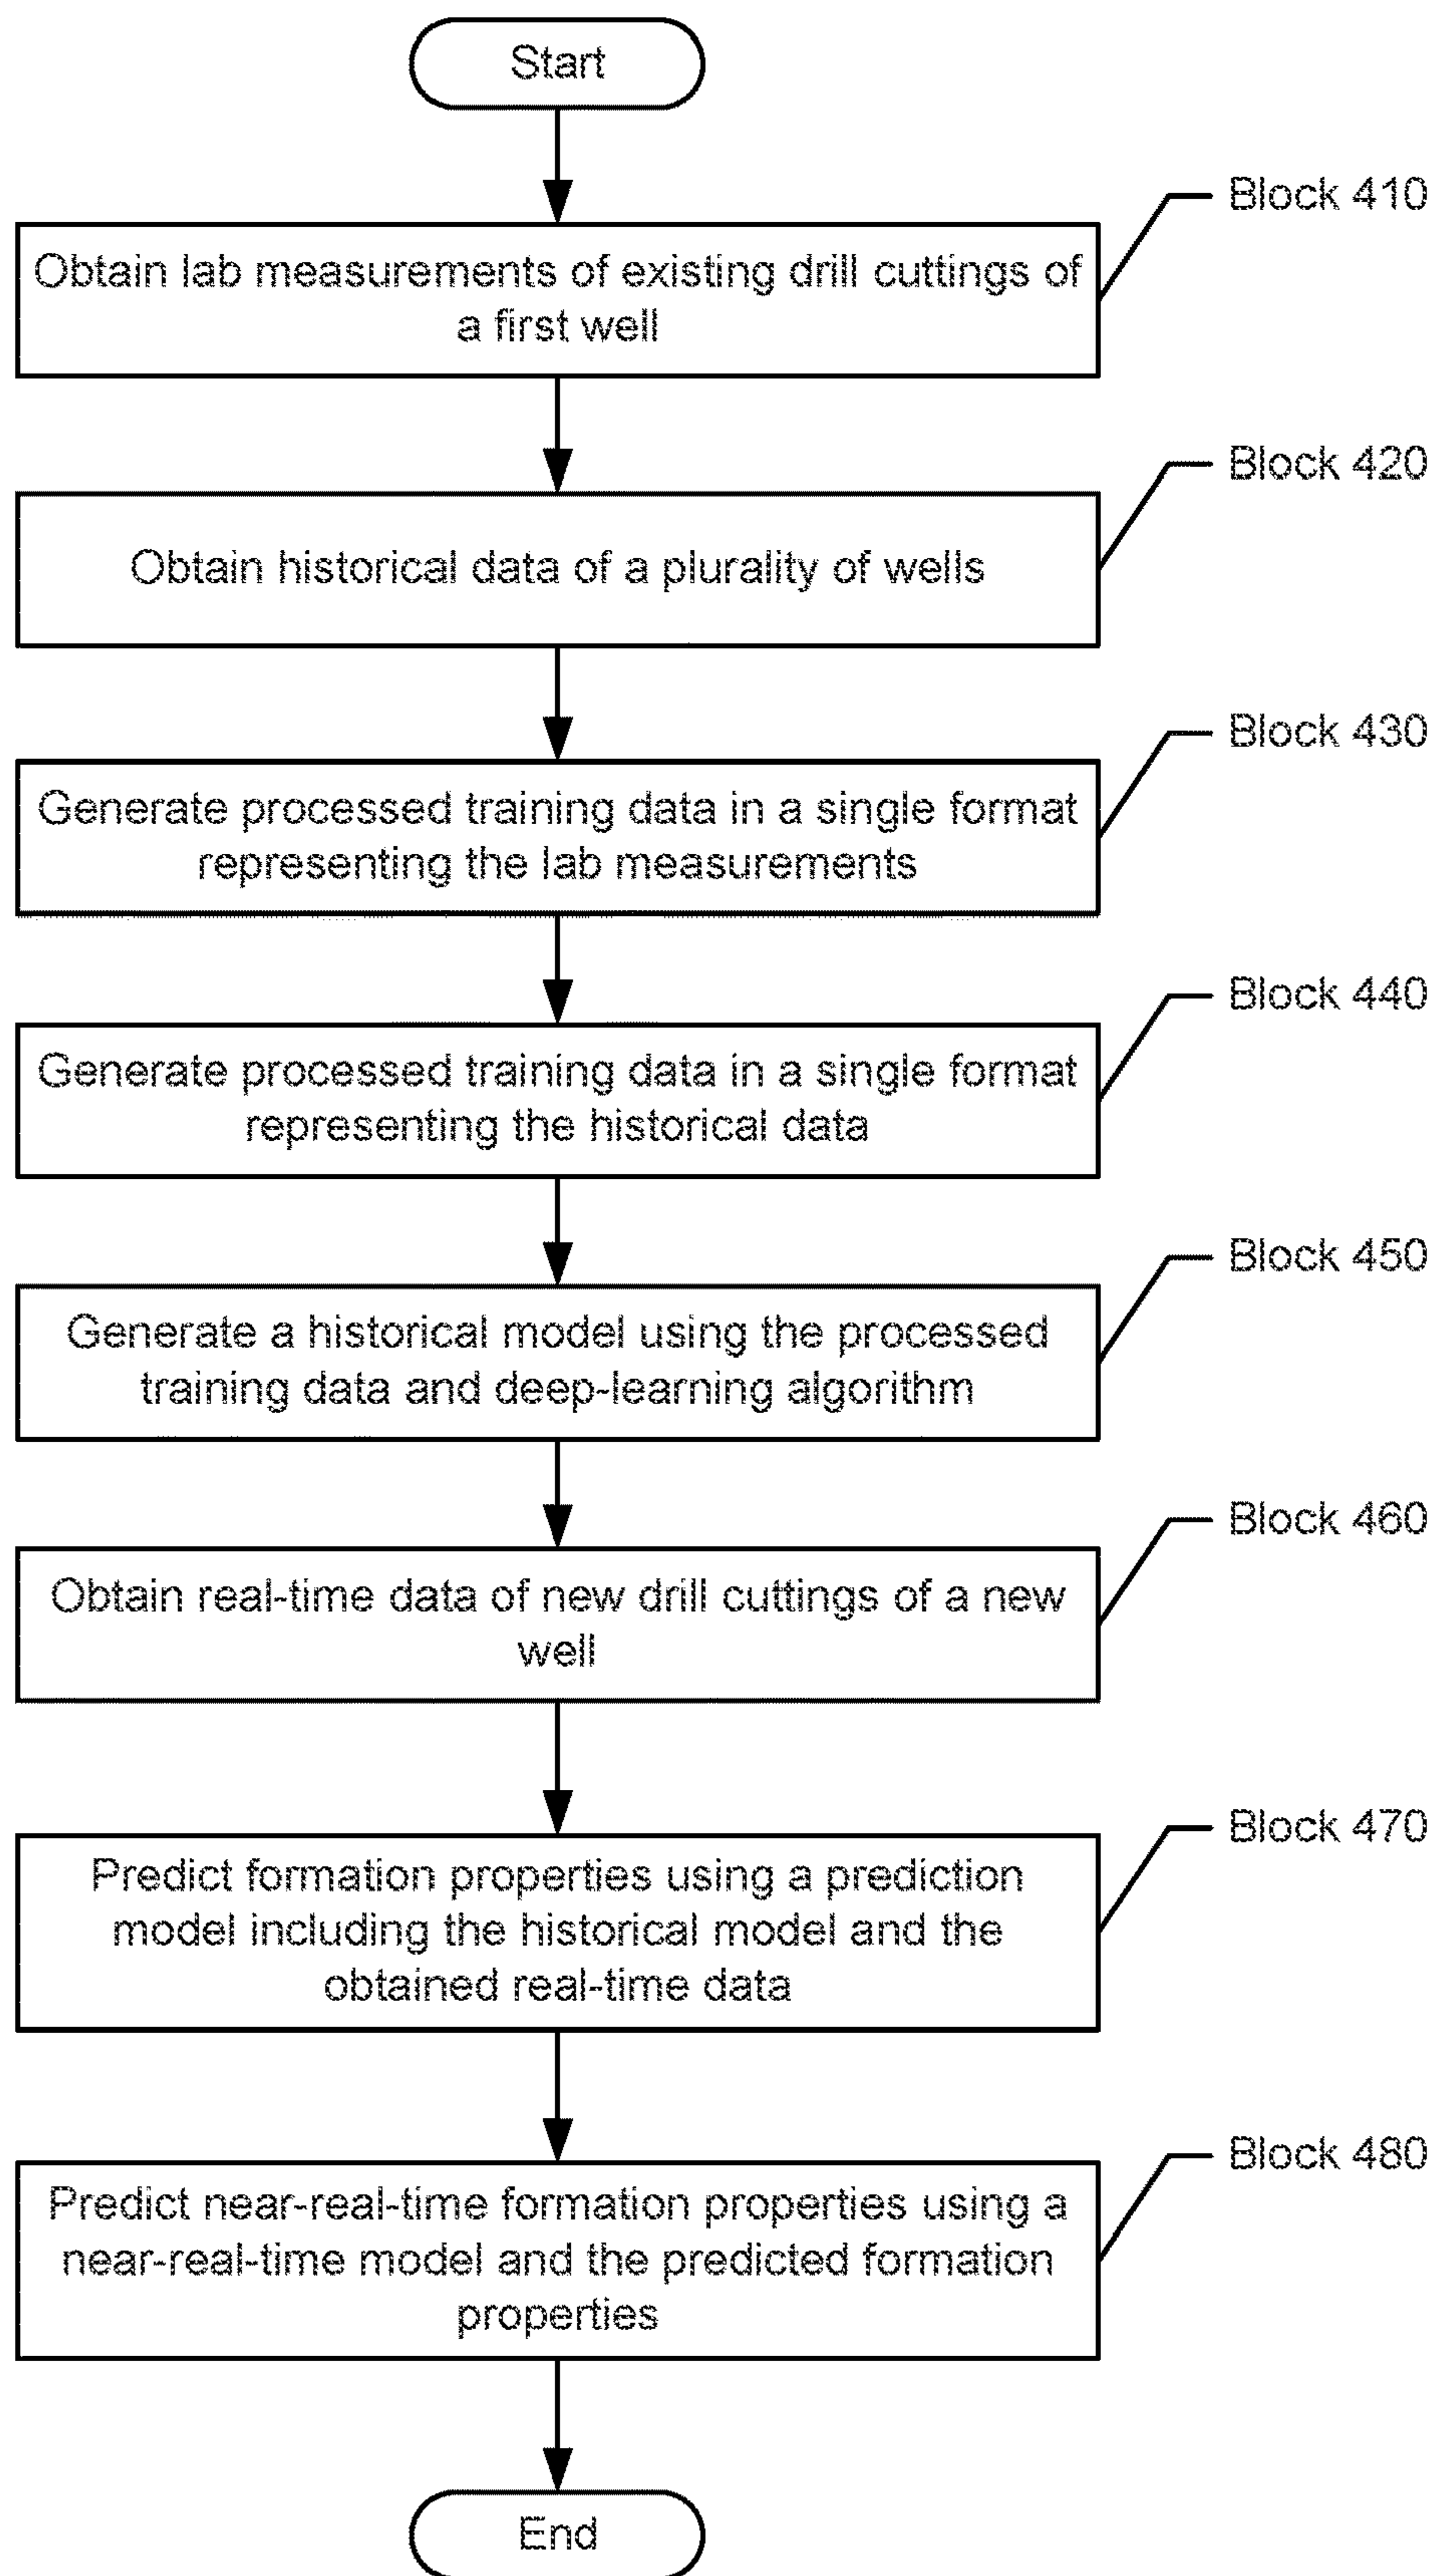 Start
Block 410
Obtain lab measurements of existing drill cuttings of
a first well
Block 420
Obtain historical data of a plurality of wells
Block 430
Generate processed training data in a single format
representing the lab measurements
Block 440
Generate processed training data in a single format
representing the historical data
Block 450
Generate a historical model using the processed
training data and deep-learning algorithm
Block 460
Obtain real-time data of new drill cuttings of a new
well
Block 470
Predict formation properties using a prediction
model including the historical model and the
obtained real-time data
Block 480
Predict near-real-time formation properties using a
near-real-time model and the predicted formation
properties
End